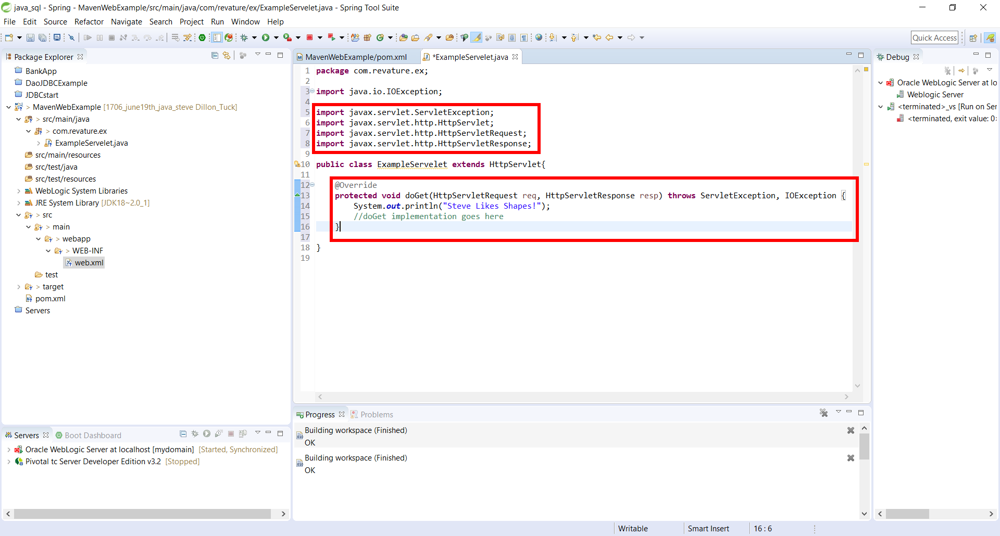 java_sql - Spring - MavenWebExample/src/main/java/com/revature/ex/ExampleServelet.java - Spring Tool Suite
File Edit Source Refactor Navigate Search Project Run Window Help
Quick Access
Package Explorer
BankApp
DaoJDBCExample
JDBCstart
> MavenWebExample [1706_june19th_java_steve Dillon_Tuck]
> src/main/java
> com.revature.ex
ExampleServelet.java
src/main/resources
src/test/java
src/test/resources
WebLogic System Libraries
JRE System Library [JDK18~2.0_1]
> src
> main
> webapp
> WEB-INF
web.xml
test
> target
pom.xml
Servers
MavenWebExample/pom.xml *ExampleServelet.java
1 package com.revature.ex;
2
3 import java.io.IOException;
4
5 import javax.servlet.ServletException;
6 import javax.servlet.http.HttpServlet;
7 import javax.servlet.http.HttpServletRequest;
8 import javax.servlet.http.HttpServletResponse;
9
10 public class ExampleServelet extends HttpServlet{
11
12 @Override
13 protected void doGet(HttpServletRequest req, HttpServletResponse resp) throws ServletException, IOException {
14 System.out.println("Steve Likes Shapes!");
15 //doGet implementation goes here
16 }
17
18 }
19
Debug
Oracle WebLogic Server at lo
Weblogic Server
<terminated>_vs [Run on Ser
<terminated, exit value: 0>
Servers Boot Dashboard
Oracle WebLogic Server at localhost [mydomain] [Started, Synchronized]
Pivotal tc Server Developer Edition v3.2 [Stopped]
Progress Problems
Building workspace (Finished)
OK
Building workspace (Finished)
OK
Writable Smart Insert 16 : 6